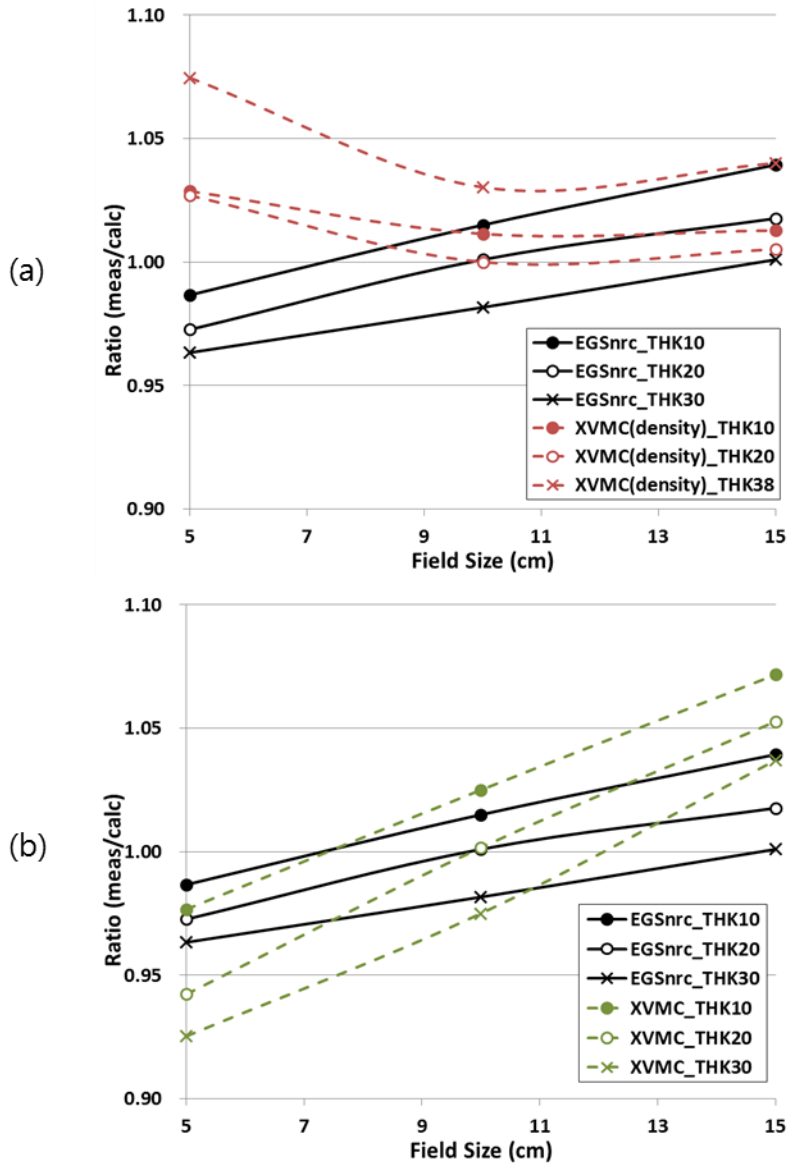 (a)
Ratio (meas/calc)
1.10
1.05
1.00
0.95
0.90
EGSnrc_THK10
EGSnrc_THK20
EGSnrc_THK30
XVMC(density)_THK10
XVMC(density)_THK20
XVMC(density)_THK38
5 7 9 11 13 15
Field Size (cm)
(b)
Ratio (meas/calc)
1.10
1.05
1.00
0.95
0.90
EGSnrc_THK10
EGSnrc_THK20
EGSnrc_THK30
XVMC_THK10
XVMC_THK20
XVMC_THK30
5 7 9 11 13 15
Field Size (cm)